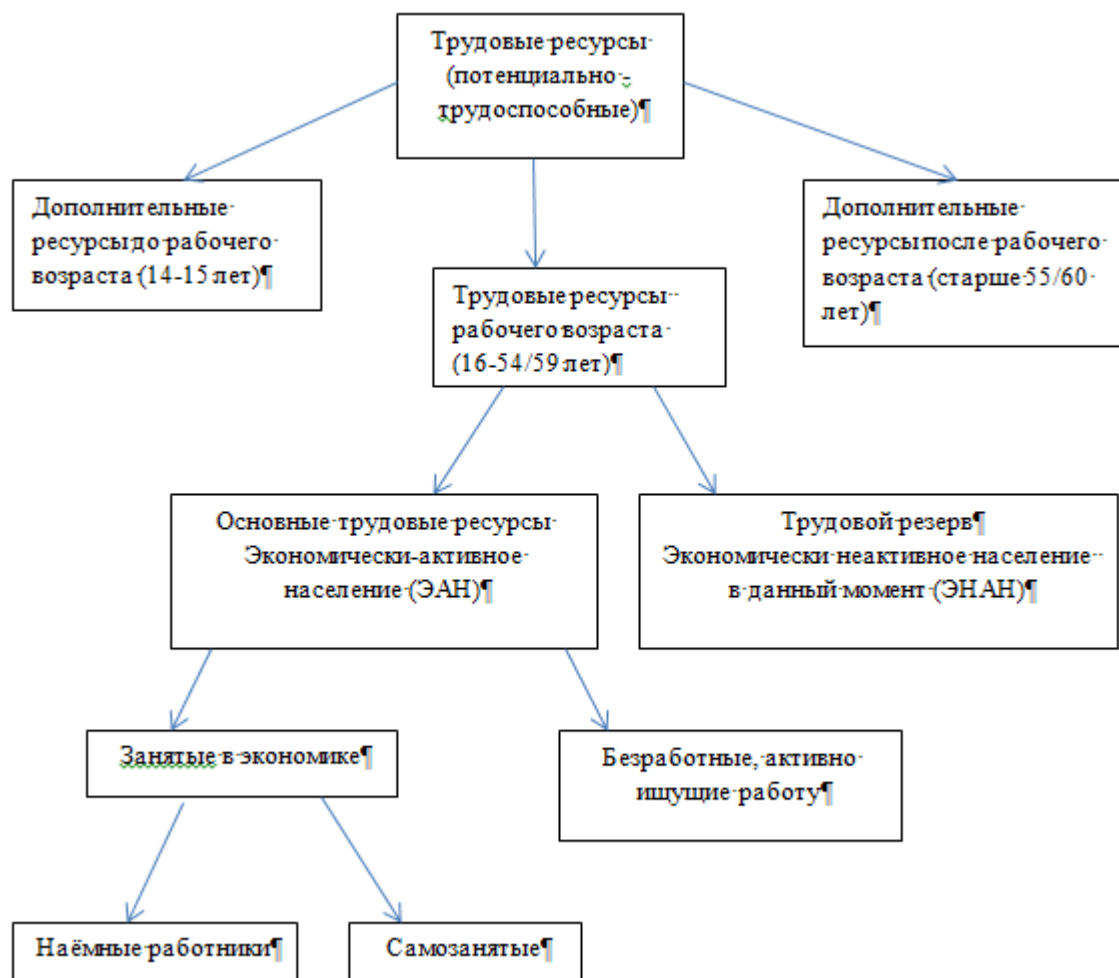 Трудовые ресурсы
(потенциально -
трудоспособные)¶
Дополнительные
ресурсы до рабочего
возраста (14-15 лет)¶
Дополнительные
ресурсы после рабочего
возраста (старше 55/60
лет)¶
Трудовые ресурсы
рабочего возраста
(16-54/59 лет)¶
Основные трудовые ресурсы
Экономически-активное
население (ЭАН)¶
Трудовой резерв¶
Экономически неактивное население
в данный момент (ЭНАН)¶
Занятые в экономике¶
Безработные, активно
ищущие работу¶
Наёмные работники¶
Самозанятые¶